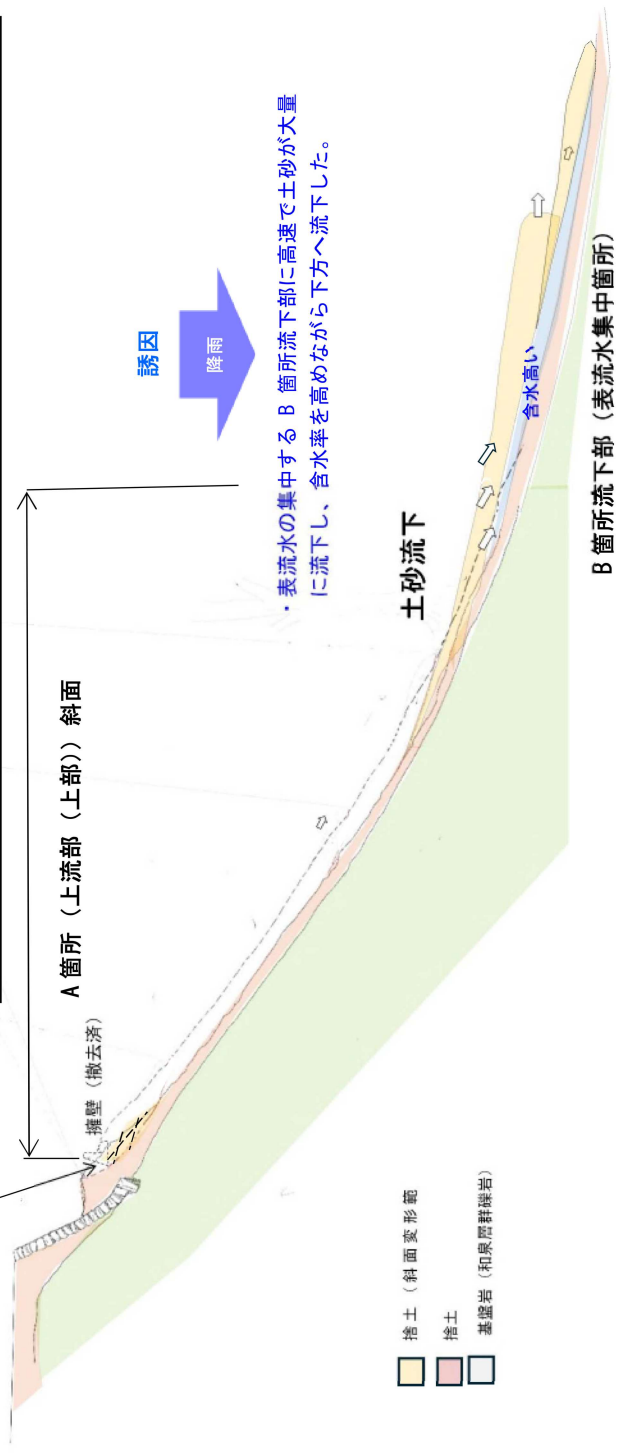 A 箇所（上流部（上部））斜面
擁壁（撤去済）
誘因
降雨
・表流水の集中する B 箇所流下部に高速で土砂が大量
に流下し、含水率を高めながら下方へ流下した。
土砂流下
含水高い
B 箇所流下部（表流水集中箇所）
捨土（斜面変形範
捨土
基盤岩（和泉層群礫岩）